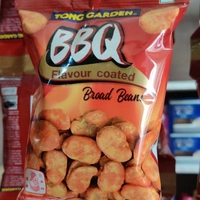 TONG GARDEN
BBQ
Flavour coated
Broad Beans